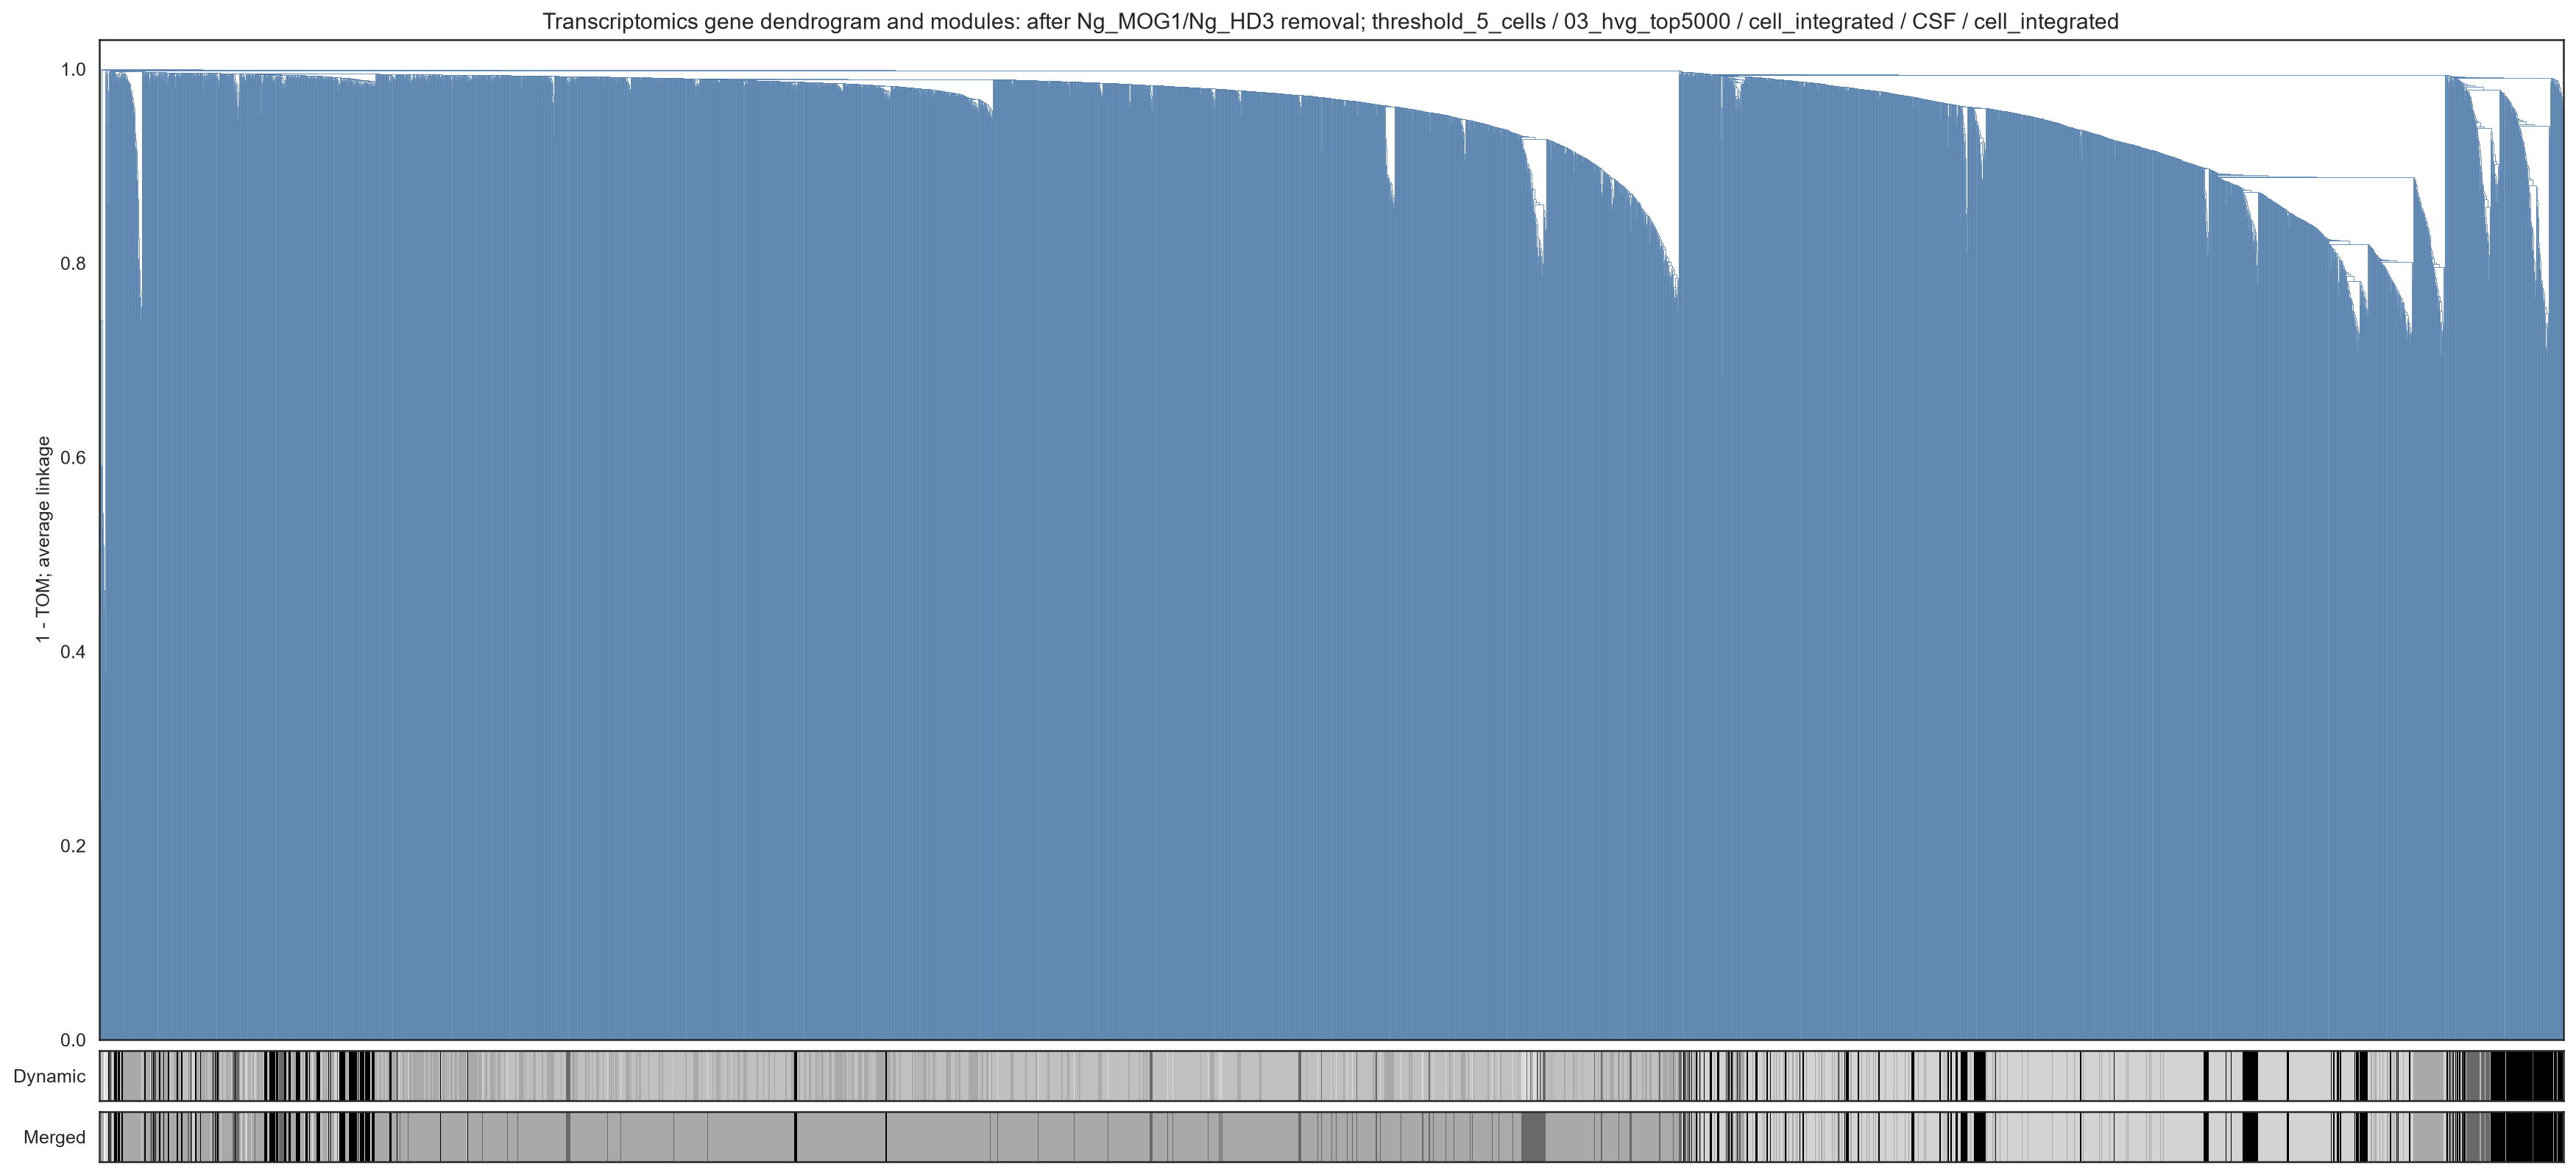 Transcriptomics gene dendrogram and modules: after Ng_MOG1/Ng_HD3 removal; threshold_5_cells / 03_hvg_top5000 / cell_integrated / CSF / cell_integrated
1.0
0.8
0.6
0.4
0.2
0.0
1 - TOM; average linkage
Dynamic
Merged